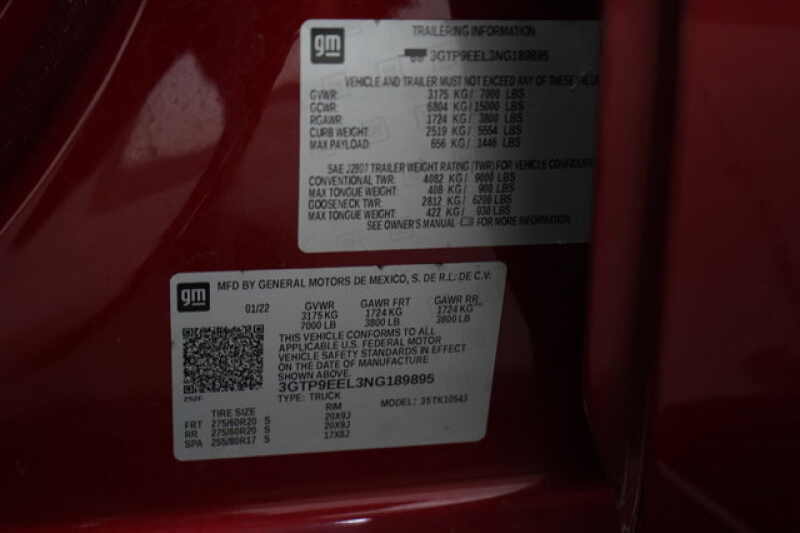 gm
TRAILERING INFORMATION
3GTP9EEL3NG189895
VEHICLE AND TRAILER MUST NOT EXCEED ANY OF THESE VALUE
GVWR: 3175 KG/ 7000 LBS
GCWR: 6804 KG/ 15000 LBS
RGAWR: 1724 KG/ 3800 LBS
CURB WEIGHT: 2519 KG/ 5554 LBS
MAX PAYLOAD: 656 KG/ 1446 LBS
SAE J2807 TRAILER WEIGHT RATING (TWR) FOR VEHICLE CONFIGURE
CONVENTIONAL TWR: 4082 KG/ 9000 LBS
MAX TONGUE WEIGHT: 408 KG/ 900 LBS
GOOSENECK TWR: 2812 KG/ 6200 LBS
MAX TONGUE WEIGHT: 422 KG/ 930 LBS
SEE OWNER'S MANUAL FOR MORE INFORMATION
gm
MFD BY GENERAL MOTORS DE MEXICO, S. DE R.L. DE C.V.
01/22 GVWR GAWR FRT GAWR RR
3175 KG 1724 KG 1724 KG
7000 LB 3800 LB 3800 LB
THIS VEHICLE CONFORMS TO ALL
APPLICABLE U.S. FEDERAL MOTOR
VEHICLE SAFETY STANDARDS IN EFFECT
ON THE DATE OF MANUFACTURE
SHOWN ABOVE.
3GTP9EEL3NG189895
TYPE: TRUCK MODEL: 35TK10543
TIRE SIZE RIM
FRT 275/60R20 S 20X9J
RR 275/60R20 S 20X9J
SPA 255/80R17 S 17X8J